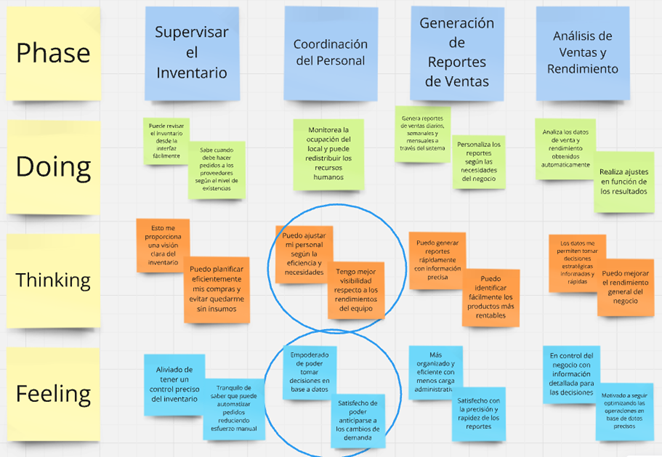 Phase
Supervisar
el
Inventario
Coordinación
del Personal
Generación
de
Reportes
de Ventas
Análisis de
Ventas y
Rendimiento
Doing
Puede revisar
el inventario
desde la
interfaz
fácilmente
Sabe cuando
debe hacer
pedidos a los
proveedores
según el nivel de
existencias
Monitorea la
ocupación del
local y puede
redistribuir los
recursos
humanos
Genera reportes
de ventas diarios,
semanales y
mensuales a
través del sistema
Personaliza los
reportes
según las
necesidades
del negocio
Analiza los datos
de venta y
rendimiento
obtenidos
automáticamente
Realiza ajustes
en función de
los resultados
Thinking
Esto me
proporciona
una visión
clara del
inventario
Puedo planificar
eficientemente
mis compras y
evitar quedarme
sin insumos
Puedo ajustar
mi personal
según la
eficiencia y
necesidades
Tengo mejor
visibilidad
respecto a los
rendimientos
del equipo
Puedo generar
reportes
rápidamente
con información
precisa
Puedo
identificar
fácilmente los
productos más
rentables
Los datos me
permiten tomar
decisiones
estratégicas
informadas y
rápidas
Puedo mejorar
el rendimiento
general del
negocio
Feeling
Aliviado de
tener un
control preciso
del inventario
Tranquilo de
saber que puede
automatizar
pedidos
reduciendo
esfuerzo manual
Empoderado
de poder
tomar
decisiones en
base a datos
Satisfecho de
poder
anticiparse a
los cambios de
demanda
Más
organizado y
eficiente con
menos carga
administrativ
Satisfecho con
la precisión y
rapidez de los
reportes
En control del
negocio con
información
detallada para
las decisiones
Motivado a seguir
optimizando las
operaciones en
base de datos
precisos